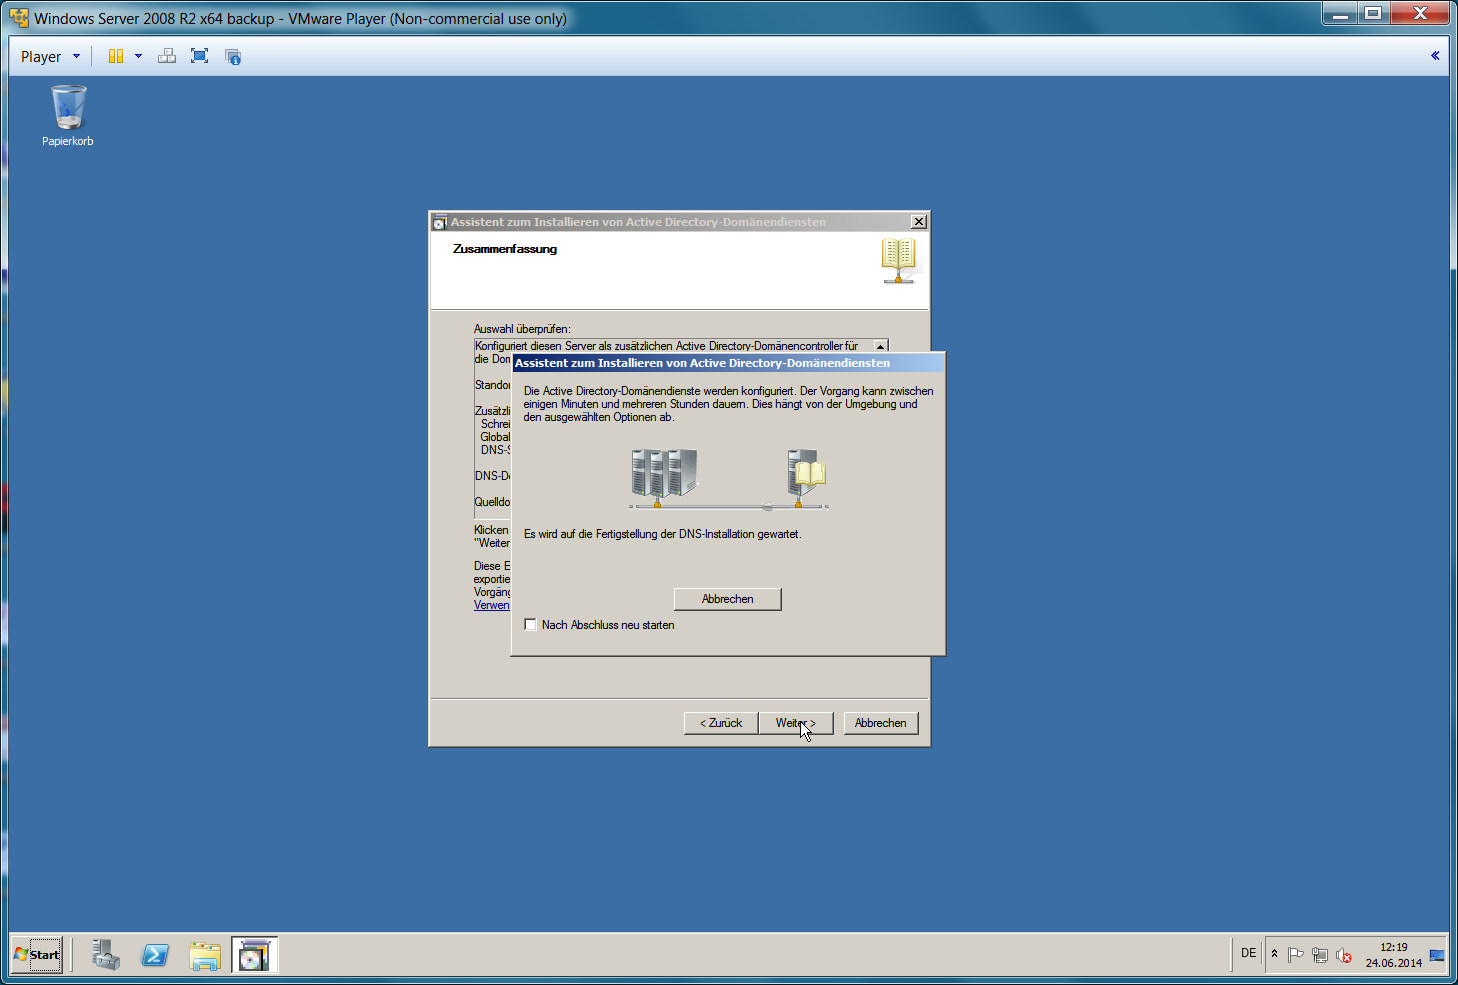 Windows Server 2008 R2 x64 backup - VMware Player (Non-commercial use only)
Player
Papierkorb
Assistent zum Installieren von Active Directory-Domänendiensten
Zusammenfassung
Auswahl überprüfen:
Konfiguriert diesen Server als zusätzlichen Active Directory-Domänencontroller für
die Dom
Assistent zum Installieren von Active Directory-Domänendiensten
Die Active Directory-Domänendienste werden konfiguriert. Der Vorgang kann zwischen
einigen Minuten und mehreren Stunden dauern. Dies hängt von der Umgebung und
den ausgewählten Optionen ab.
Es wird auf die Fertigstellung der DNS-Installation gewartet.
Abbrechen
Nach Abschluss neu starten
Standor
Zusätzli
Schrei
Global
DNS-S
DNS-De
Quelldo
Klicken
"Weiter
Diese E
exportie
Vorgäng
Verwen
< Zurück
Weiter >
Abbrechen
Start
DE
12:19
24.06.2014